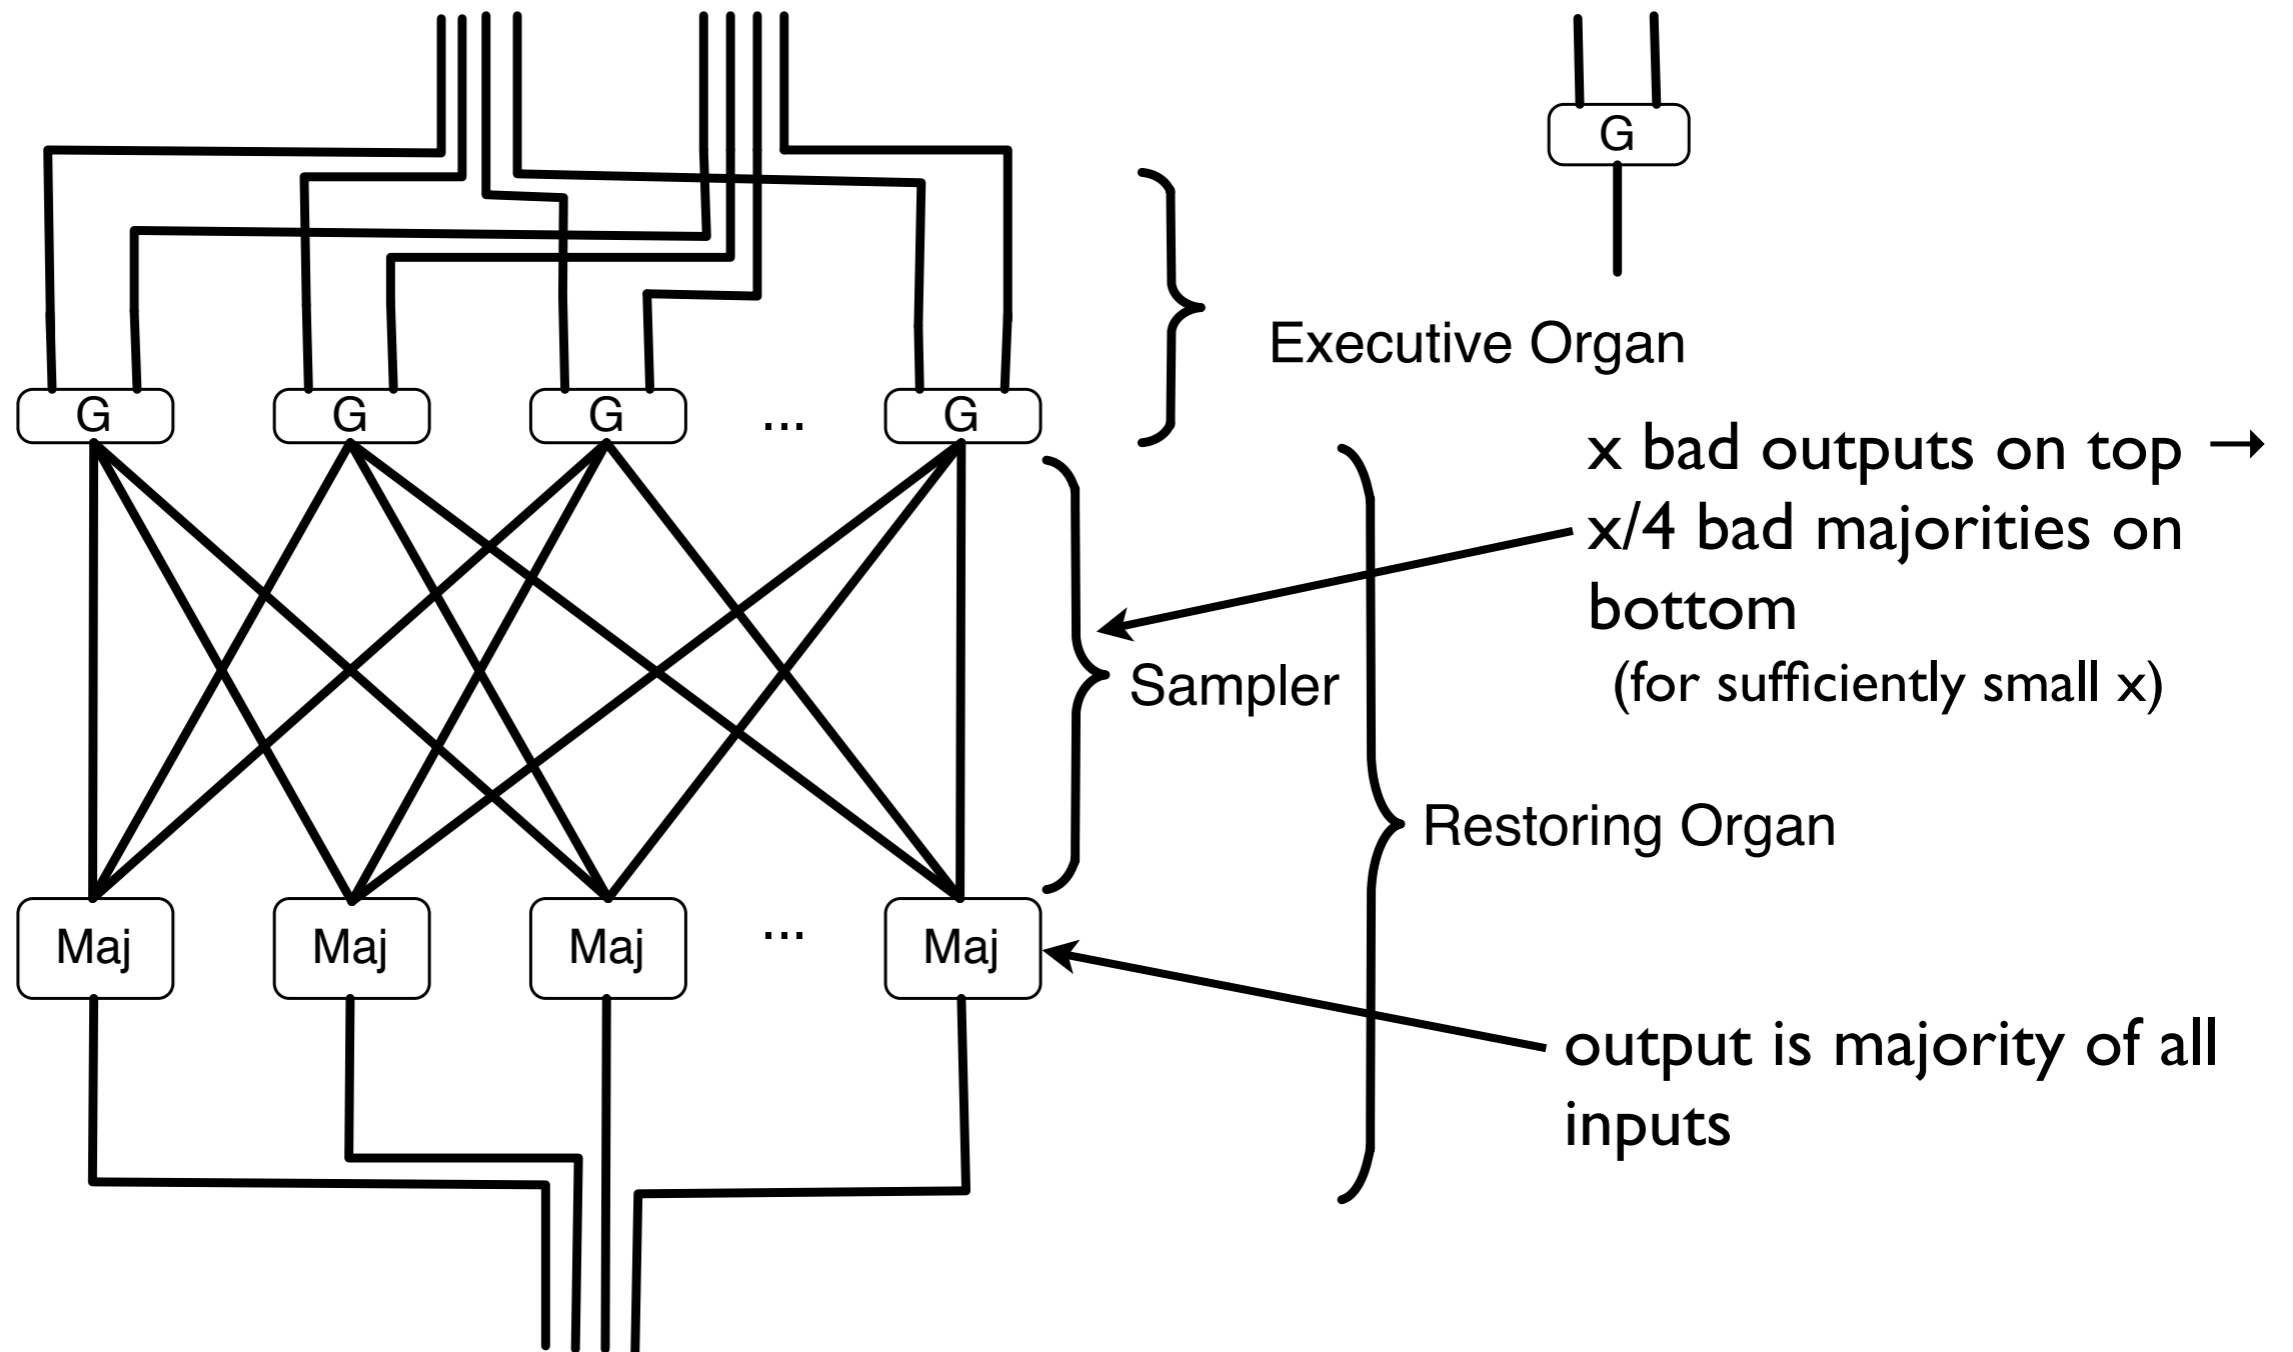 G
Executive Organ
G G G ... G
x bad outputs on top →
x/4 bad majorities on
bottom
(for sufficiently small x)
Sampler
Restoring Organ
Maj Maj Maj ... Maj
output is majority of all
inputs